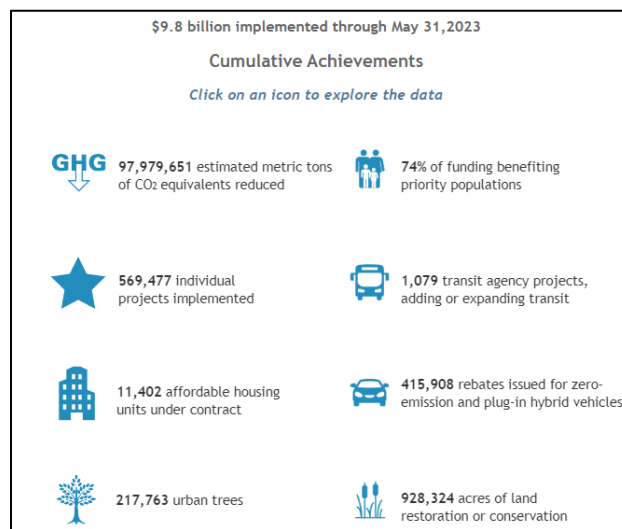 $9.8 billion implemented through May 31,2023
Cumulative Achievements
Click on an icon to explore the data
GHG
97,979,651 estimated metric tons
of CO₂ equivalents reduced
74% of funding benefiting
priority populations
569,477 individual
projects implemented
1,079 transit agency projects,
adding or expanding transit
11,402 affordable housing
units under contract
415,908 rebates issued for zero-
emission and plug-in hybrid vehicles
217,763 urban trees
928,324 acres of land
restoration or conservation